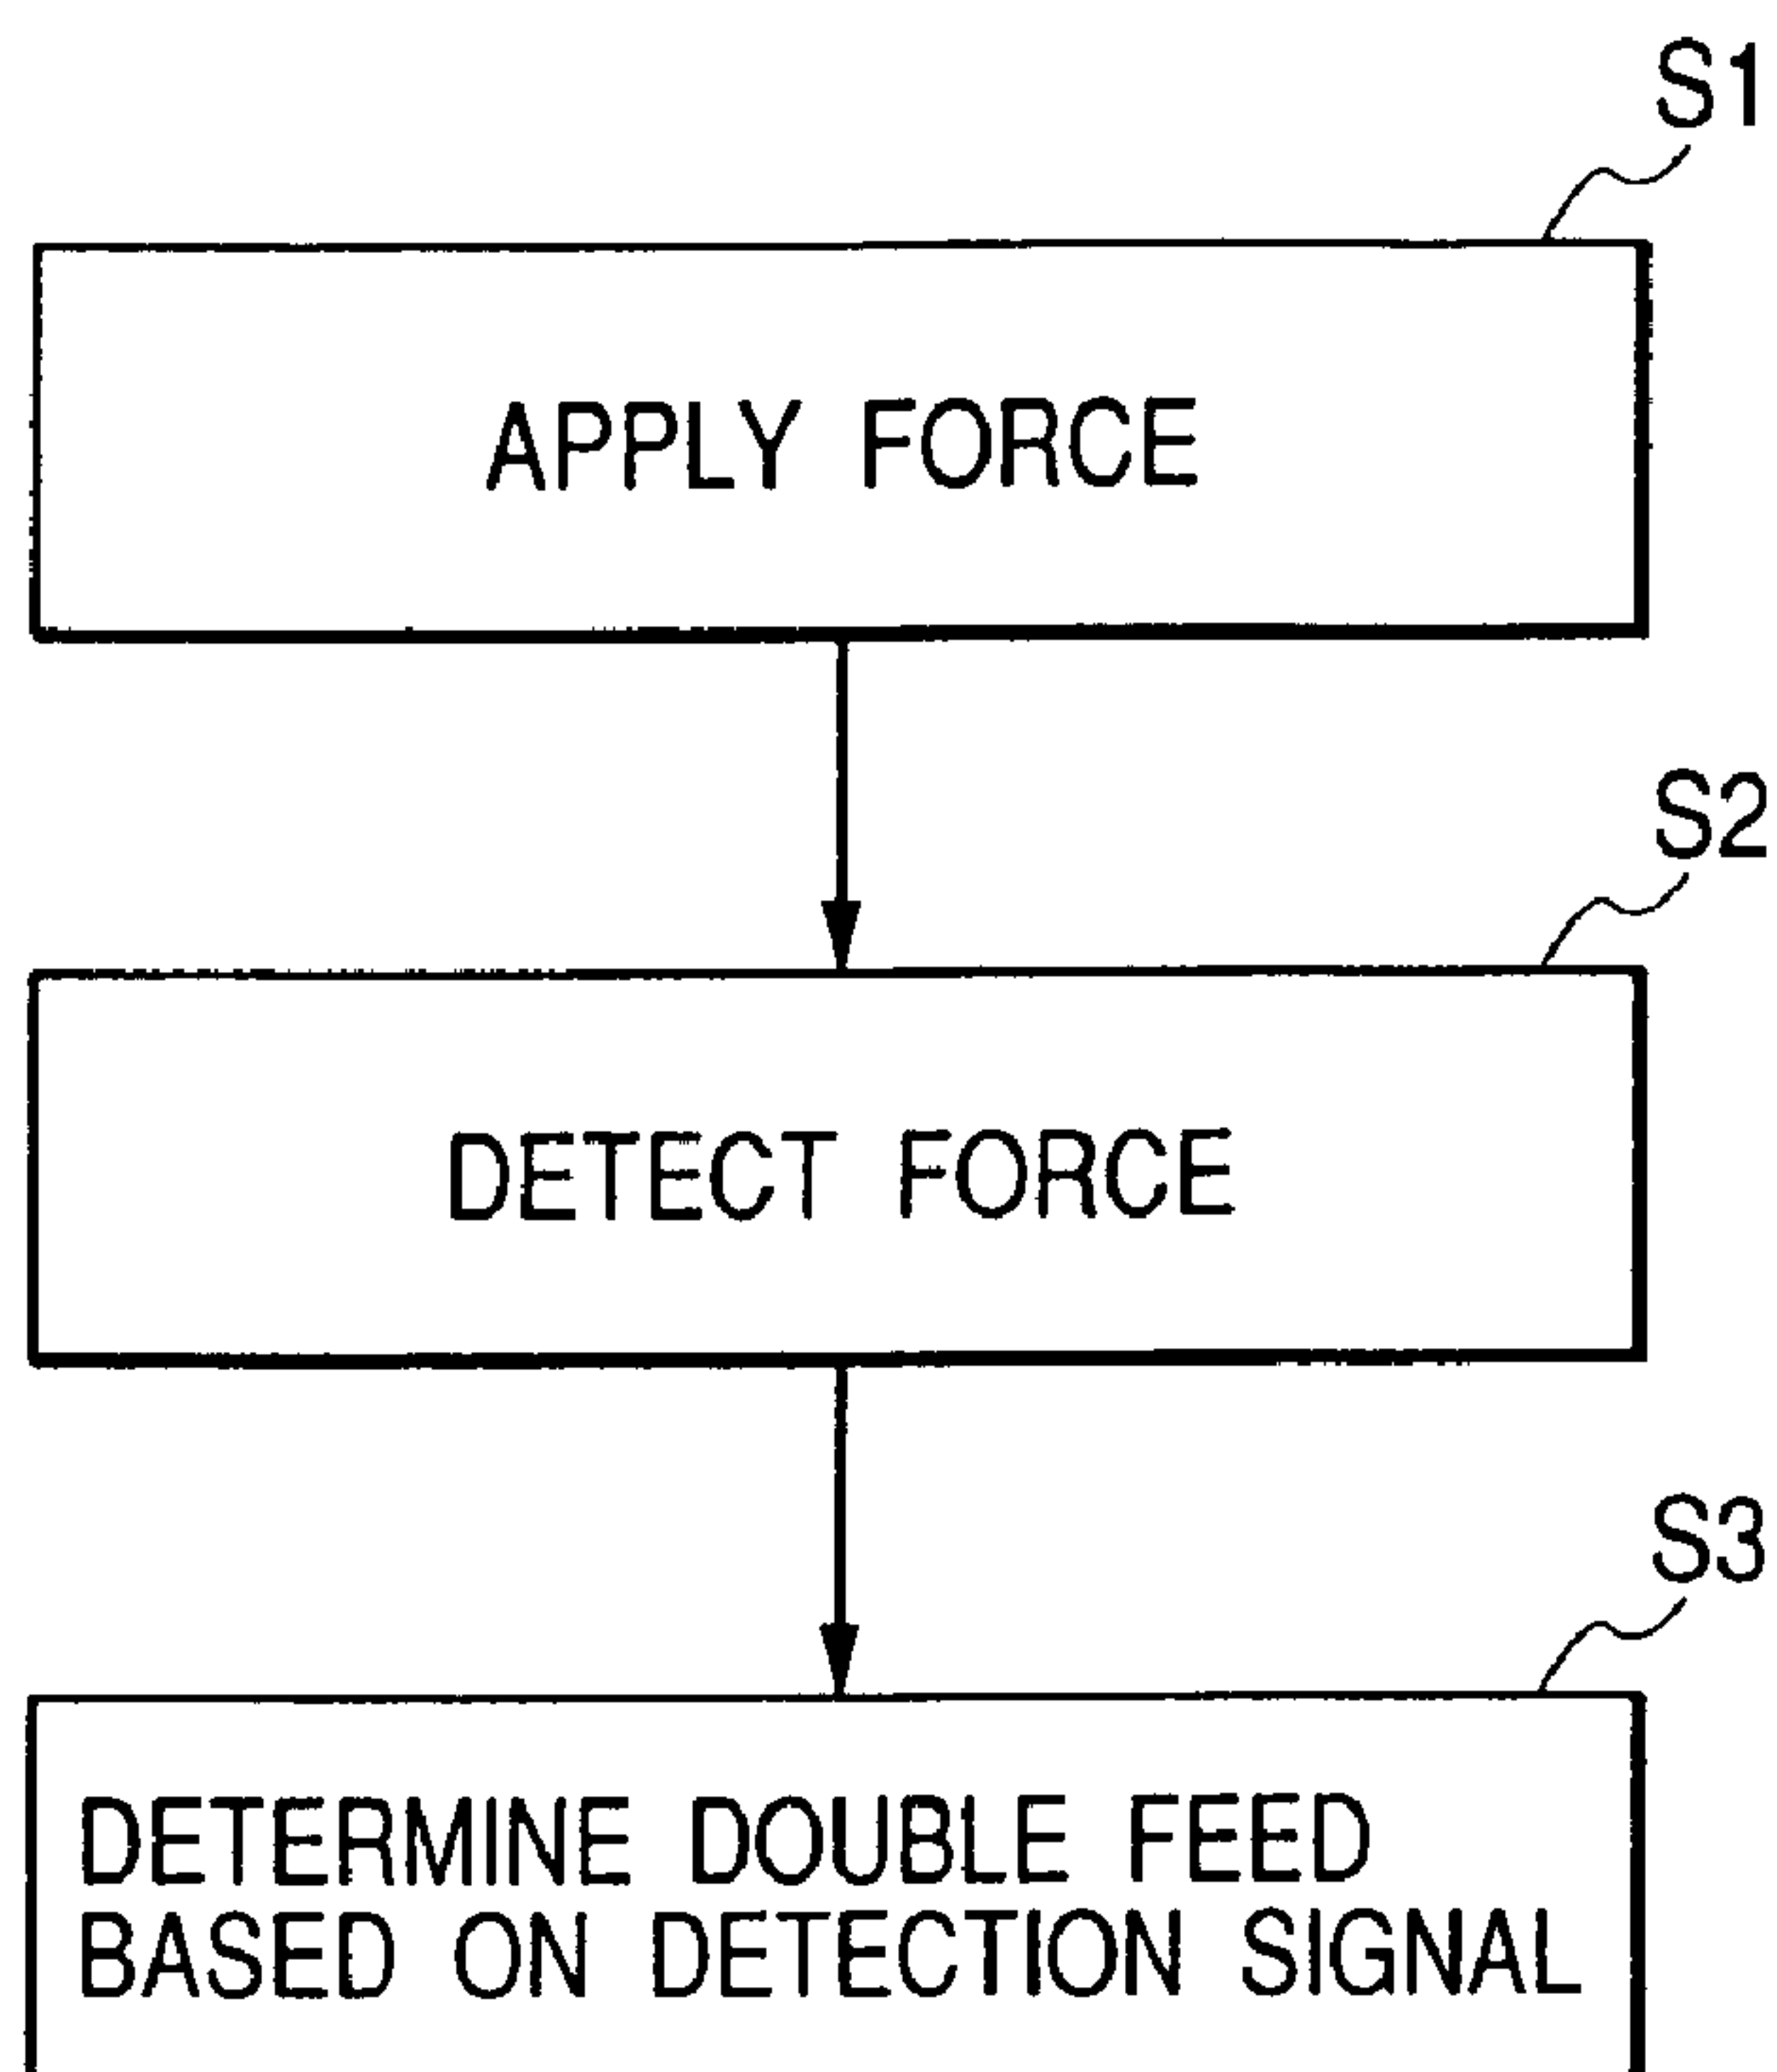 S1
APPLY FORCE
S2
DETECT FORCE
S3
DETERMINE DOUBLE FEED
BASED ON DETECTION SIGNAL